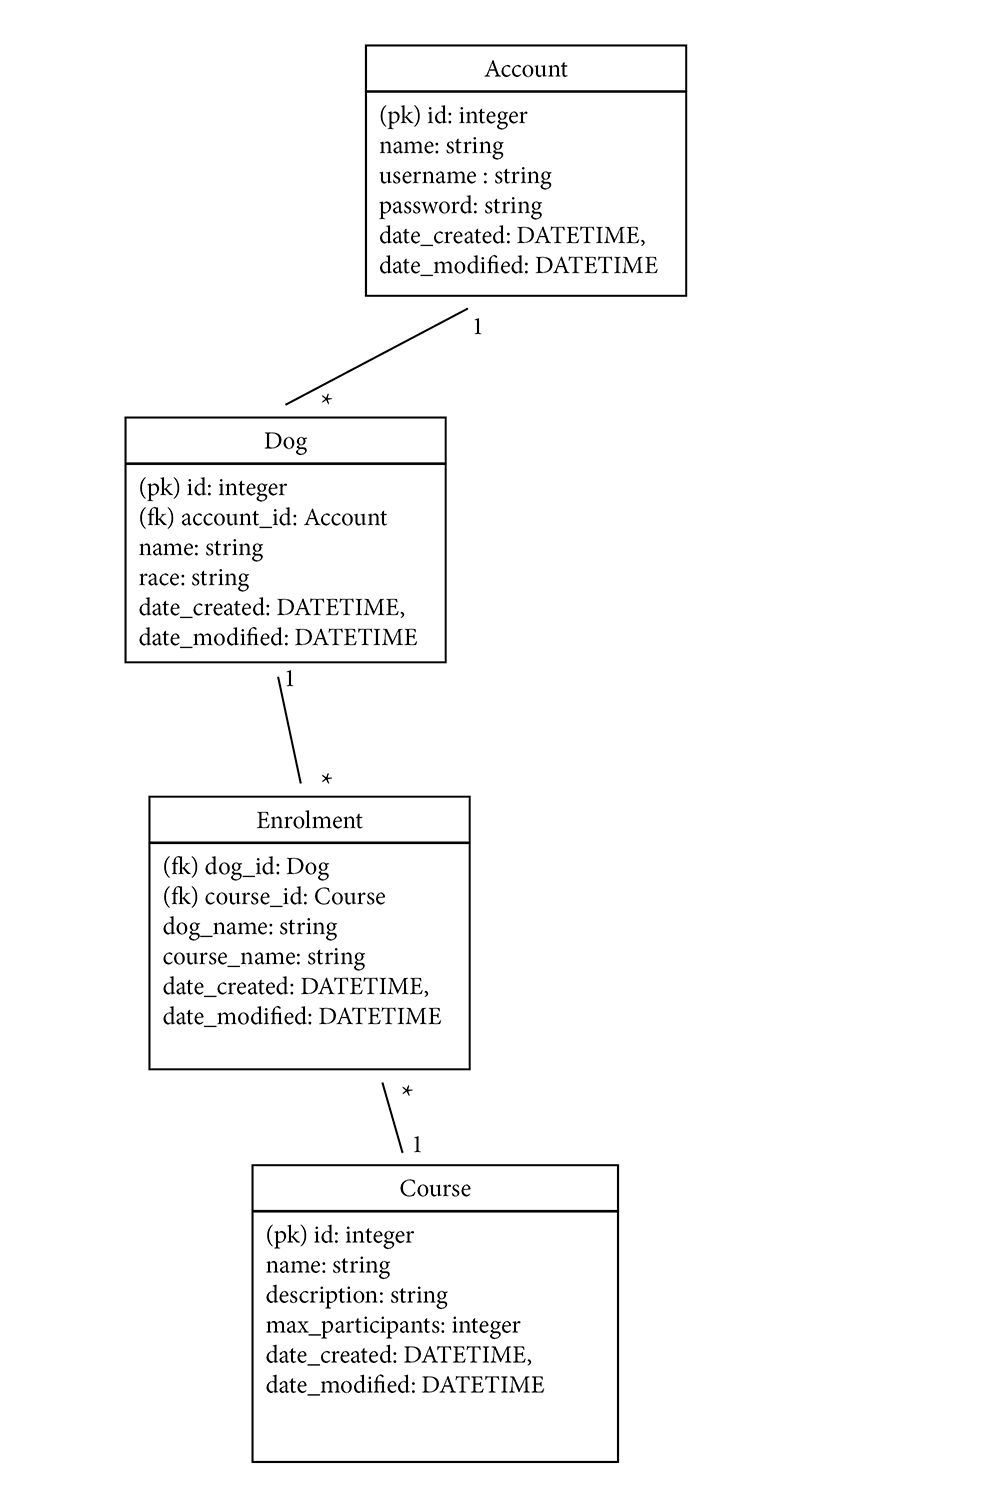 Account
(pk) id: integer
name: string
username : string
password: string
date_created: DATETIME,
date_modified: DATETIME
1
*
Dog
(pk) id: integer
(fk) account_id: Account
name: string
race: string
date_created: DATETIME,
date_modified: DATETIME
1
*
Enrolment
(fk) dog_id: Dog
(fk) course_id: Course
dog_name: string
course_name: string
date_created: DATETIME,
date_modified: DATETIME
*
1
Course
(pk) id: integer
name: string
description: string
max_participants: integer
date_created: DATETIME,
date_modified: DATETIME